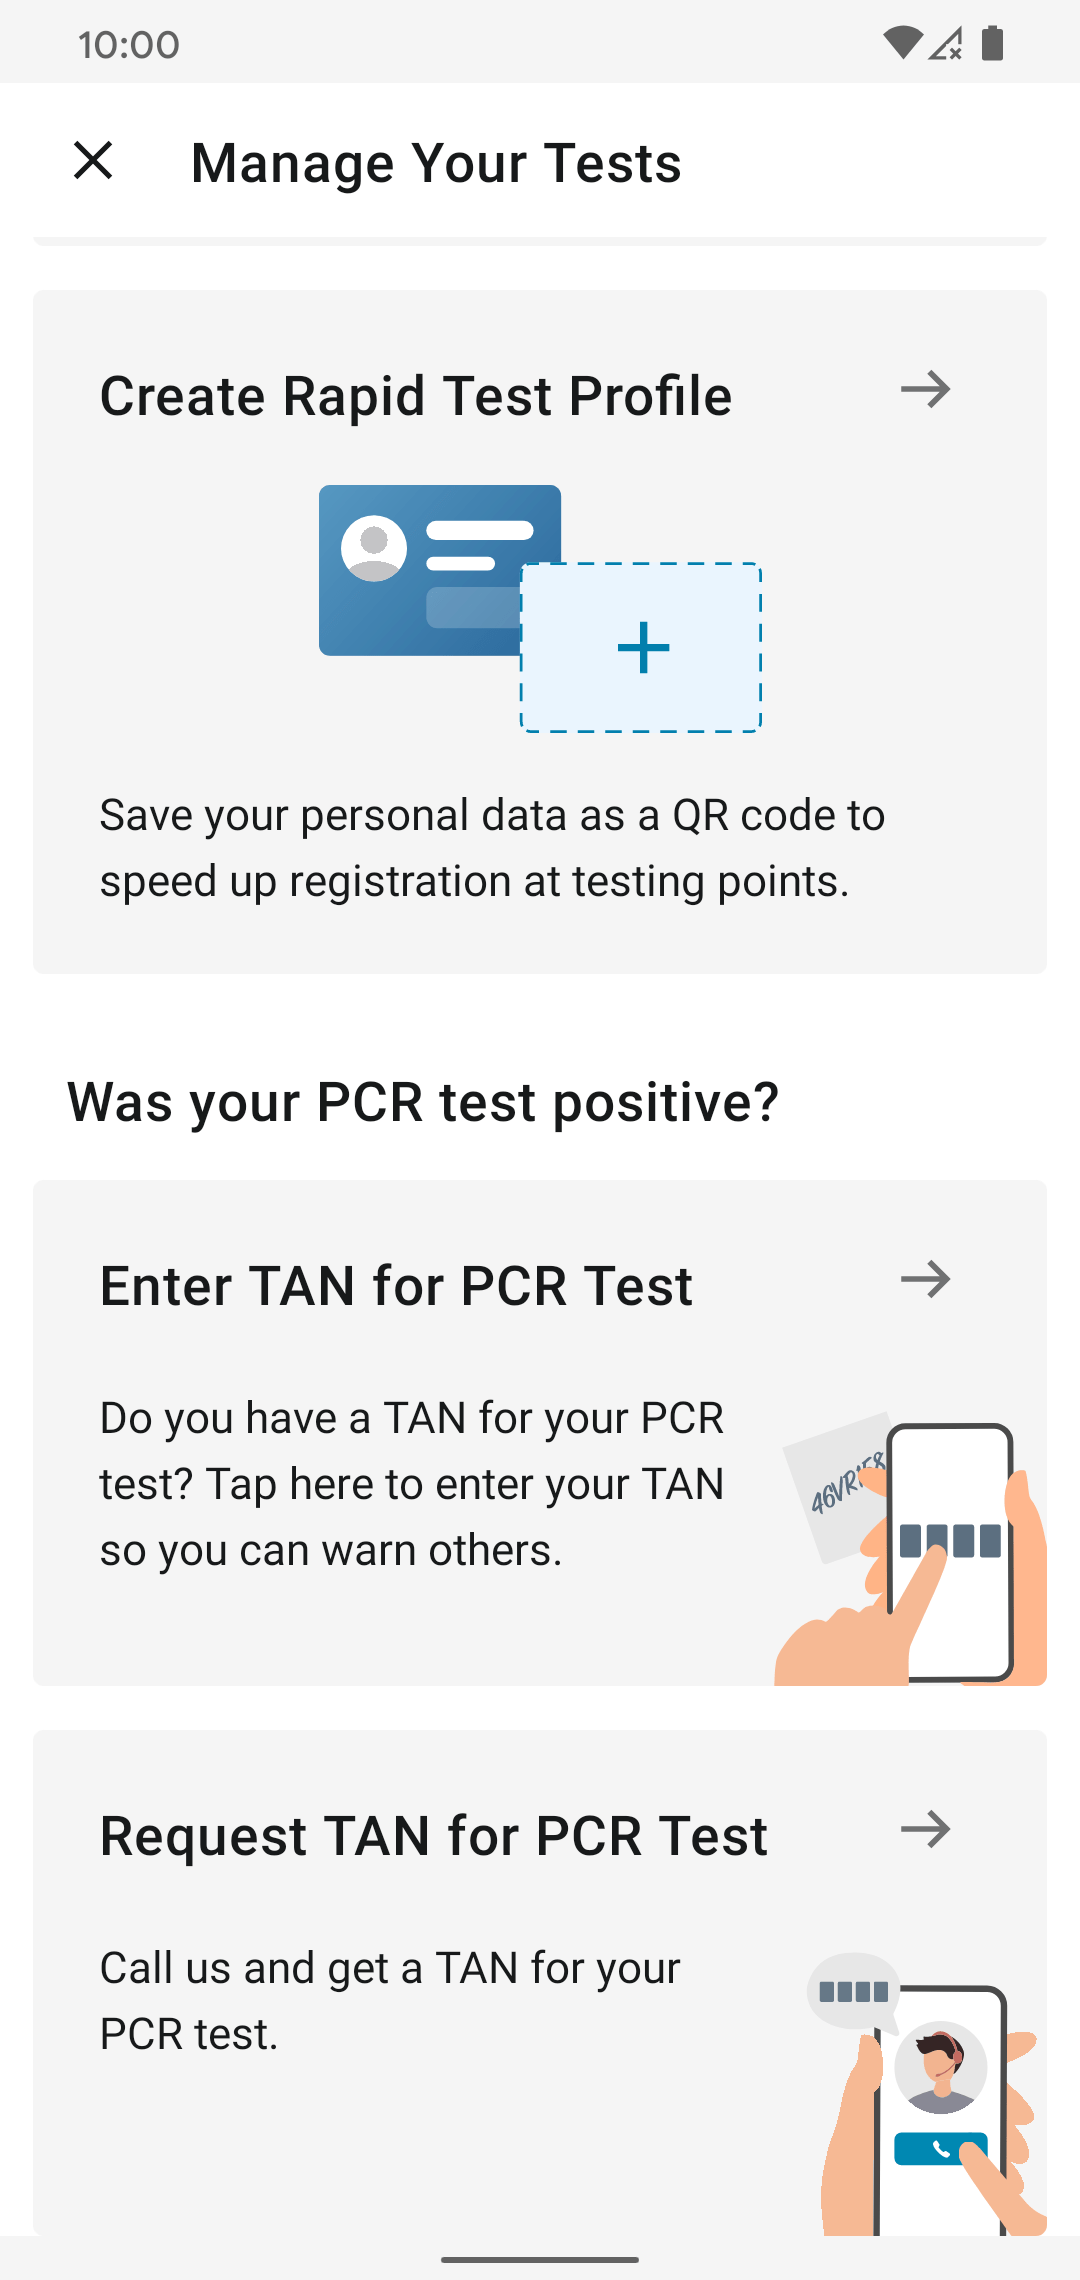 10:00
Manage Your Tests
Create Rapid Test Profile
Save your personal data as a QR code to
speed up registration at testing points.
Was your PCR test positive?
Enter TAN for PCR Test
Do you have a TAN for your PCR
test? Tap here to enter your TAN
so you can warn others.
Request TAN for PCR Test
Call us and get a TAN for your
PCR test.